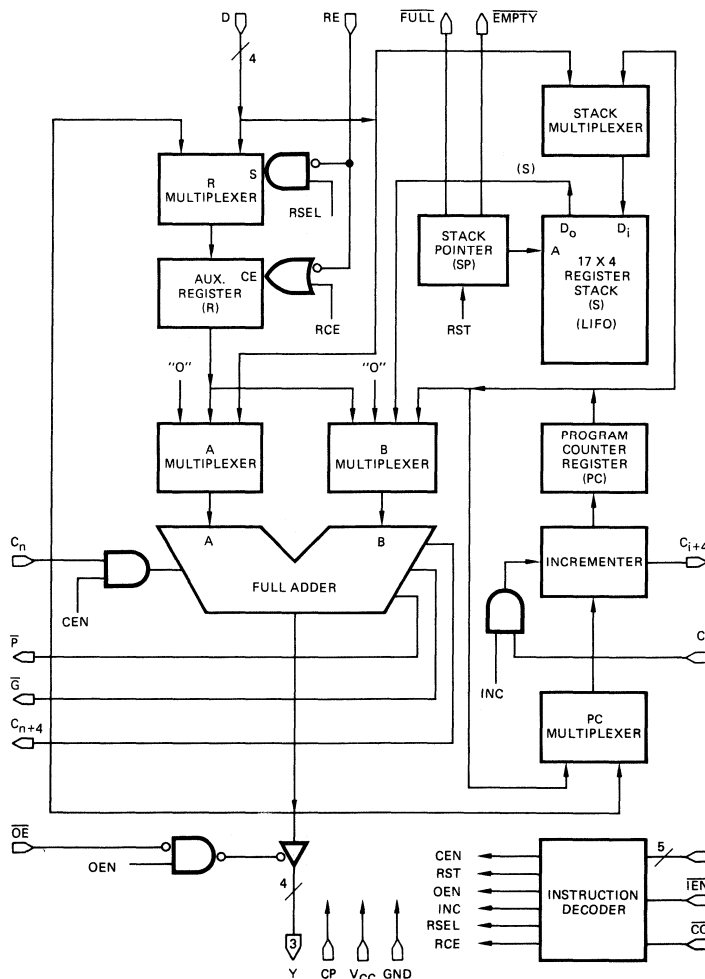 D
RE
FULL
EMPTY
4
STACK
MULTIPLEXER
R
MULTIPLEXER
S
RSEL
(S)
STACK
POINTER
(SP)
A
Do
Di
17 X 4
REGISTER
STACK
(S)
(LIFO)
AUX.
REGISTER
(R)
CE
RCE
RST
"0"
"0"
A
MULTIPLEXER
B
MULTIPLEXER
PROGRAM
COUNTER
REGISTER
(PC)
Cn
CEN
A
B
FULL ADDER
INCREMENTER
Ci+4
P
G
Cn+4
INC
C
PC
MULTIPLEXER
OE
OEN
4
3
Y
CP
VCC
GND
CEN
RST
OEN
INC
RSEL
RCE
INSTRUCTION
DECODER
5
IEN
CC